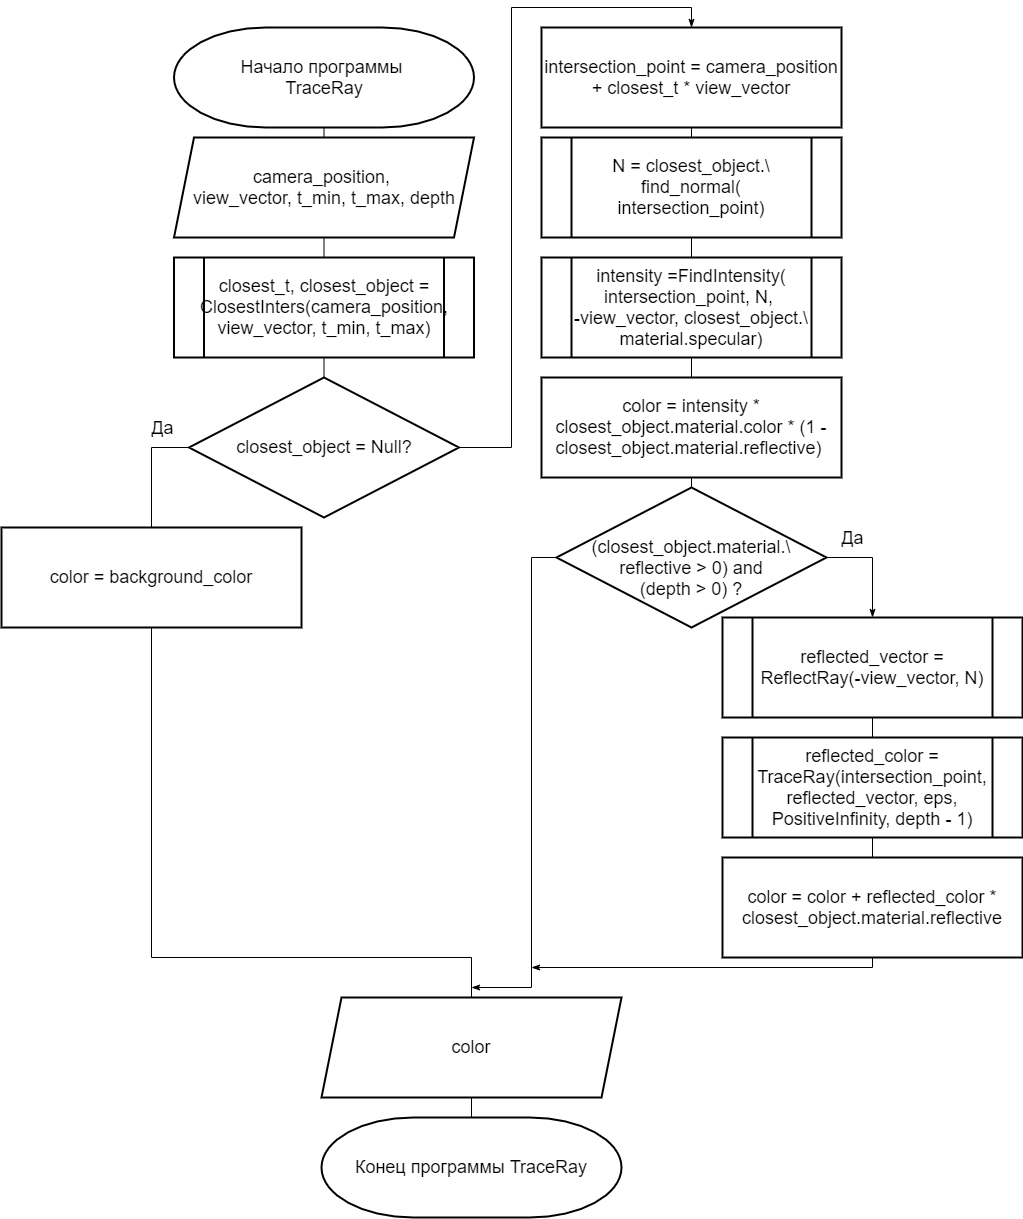 Начало программы
TraceRay
camera_position,
view_vector, t_min, t_max, depth
closest_t, closest_object =
ClosestInters(camera_position,
view_vector, t_min, t_max)
Да
closest_object = Null?
color = background_color
intersection_point = camera_position
+ closest_t * view_vector
N = closest_object.\
find_normal(
intersection_point)
intensity =FindIntensity(
intersection_point, N,
-view_vector, closest_object.\
material.specular)
color = intensity *
closest_object.material.color * (1 -
closest_object.material.reflective)
(closest_object.material.\
reflective > 0) and
(depth > 0) ?
Да
reflected_vector =
ReflectRay(-view_vector, N)
reflected_color =
TraceRay(intersection_point,
reflected_vector, eps,
PositiveInfinity, depth - 1)
color = color + reflected_color *
closest_object.material.reflective
color
Конец программы TraceRay